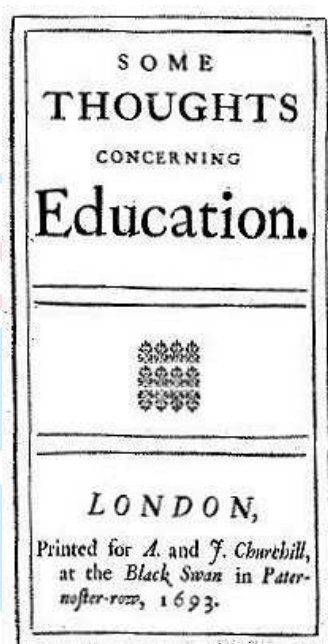 SOME
THOUGHTS
CONCERNING
Education.
LONDON,
Printed for A. and J. Churchill,
at the Black Swan in Pater-
noſter-row, 1693.